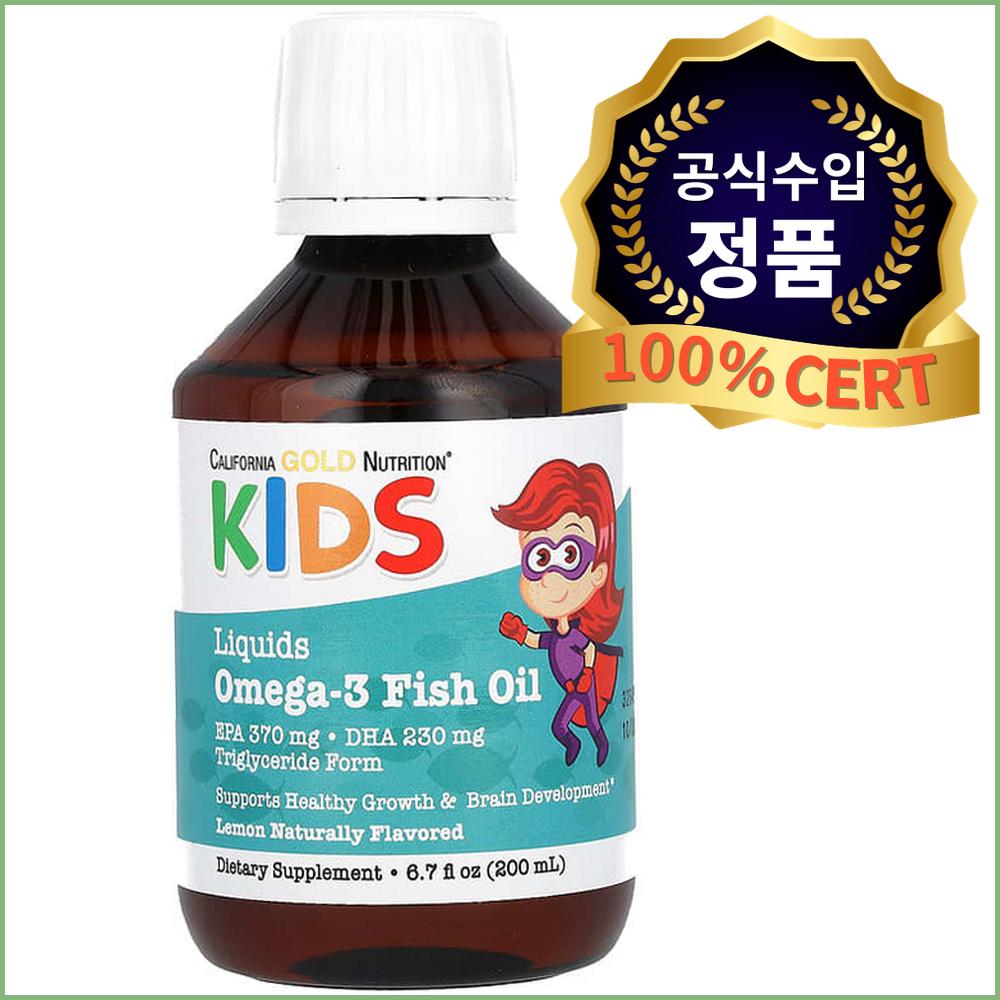 공식수입
정품
100% CERT
CALIFORNIA GOLD NUTRITION®
KIDS
Liquids
Omega-3 Fish Oil
EPA 370 mg • DHA 230 mg
Triglyceride Form
Supports Healthy Growth & Brain Development*
Lemon Naturally Flavored
Dietary Supplement • 6.7 fl oz (200 mL)